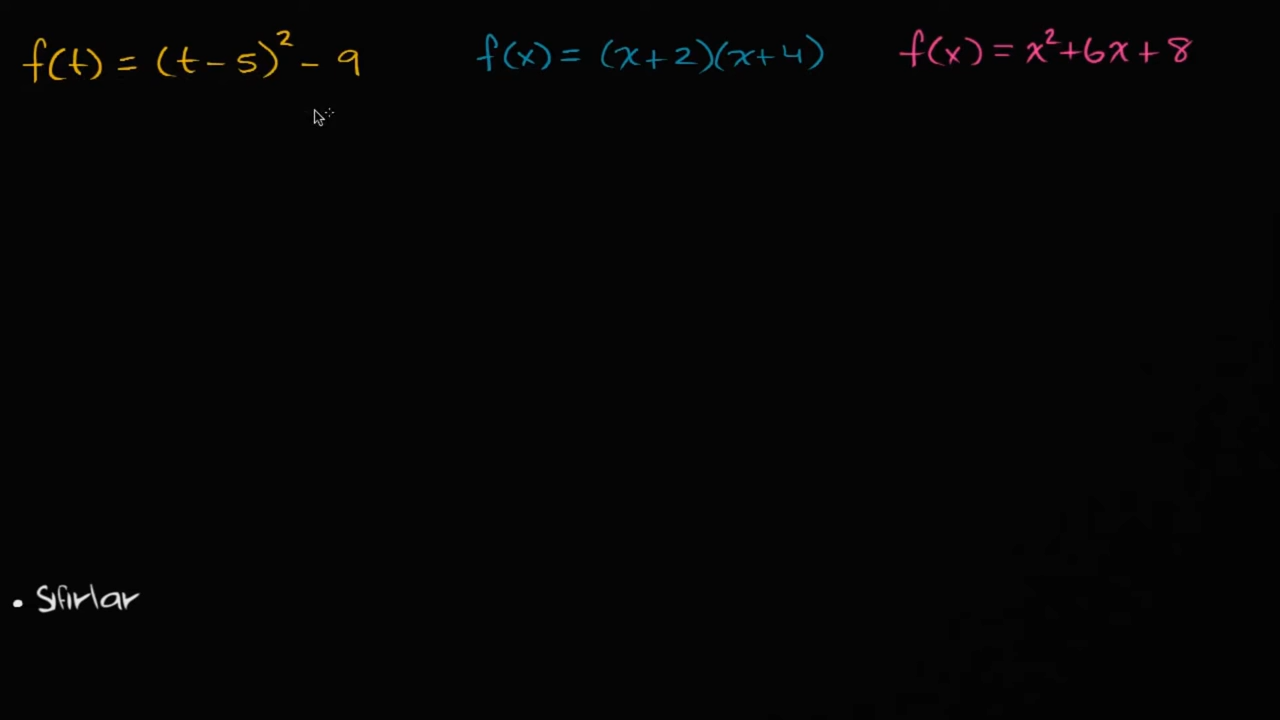 f(t) = (t - 5)² - 9
f(x) = (x + 2)(x + 4)
f(x) = x² + 6x + 8
• Sıfırlar